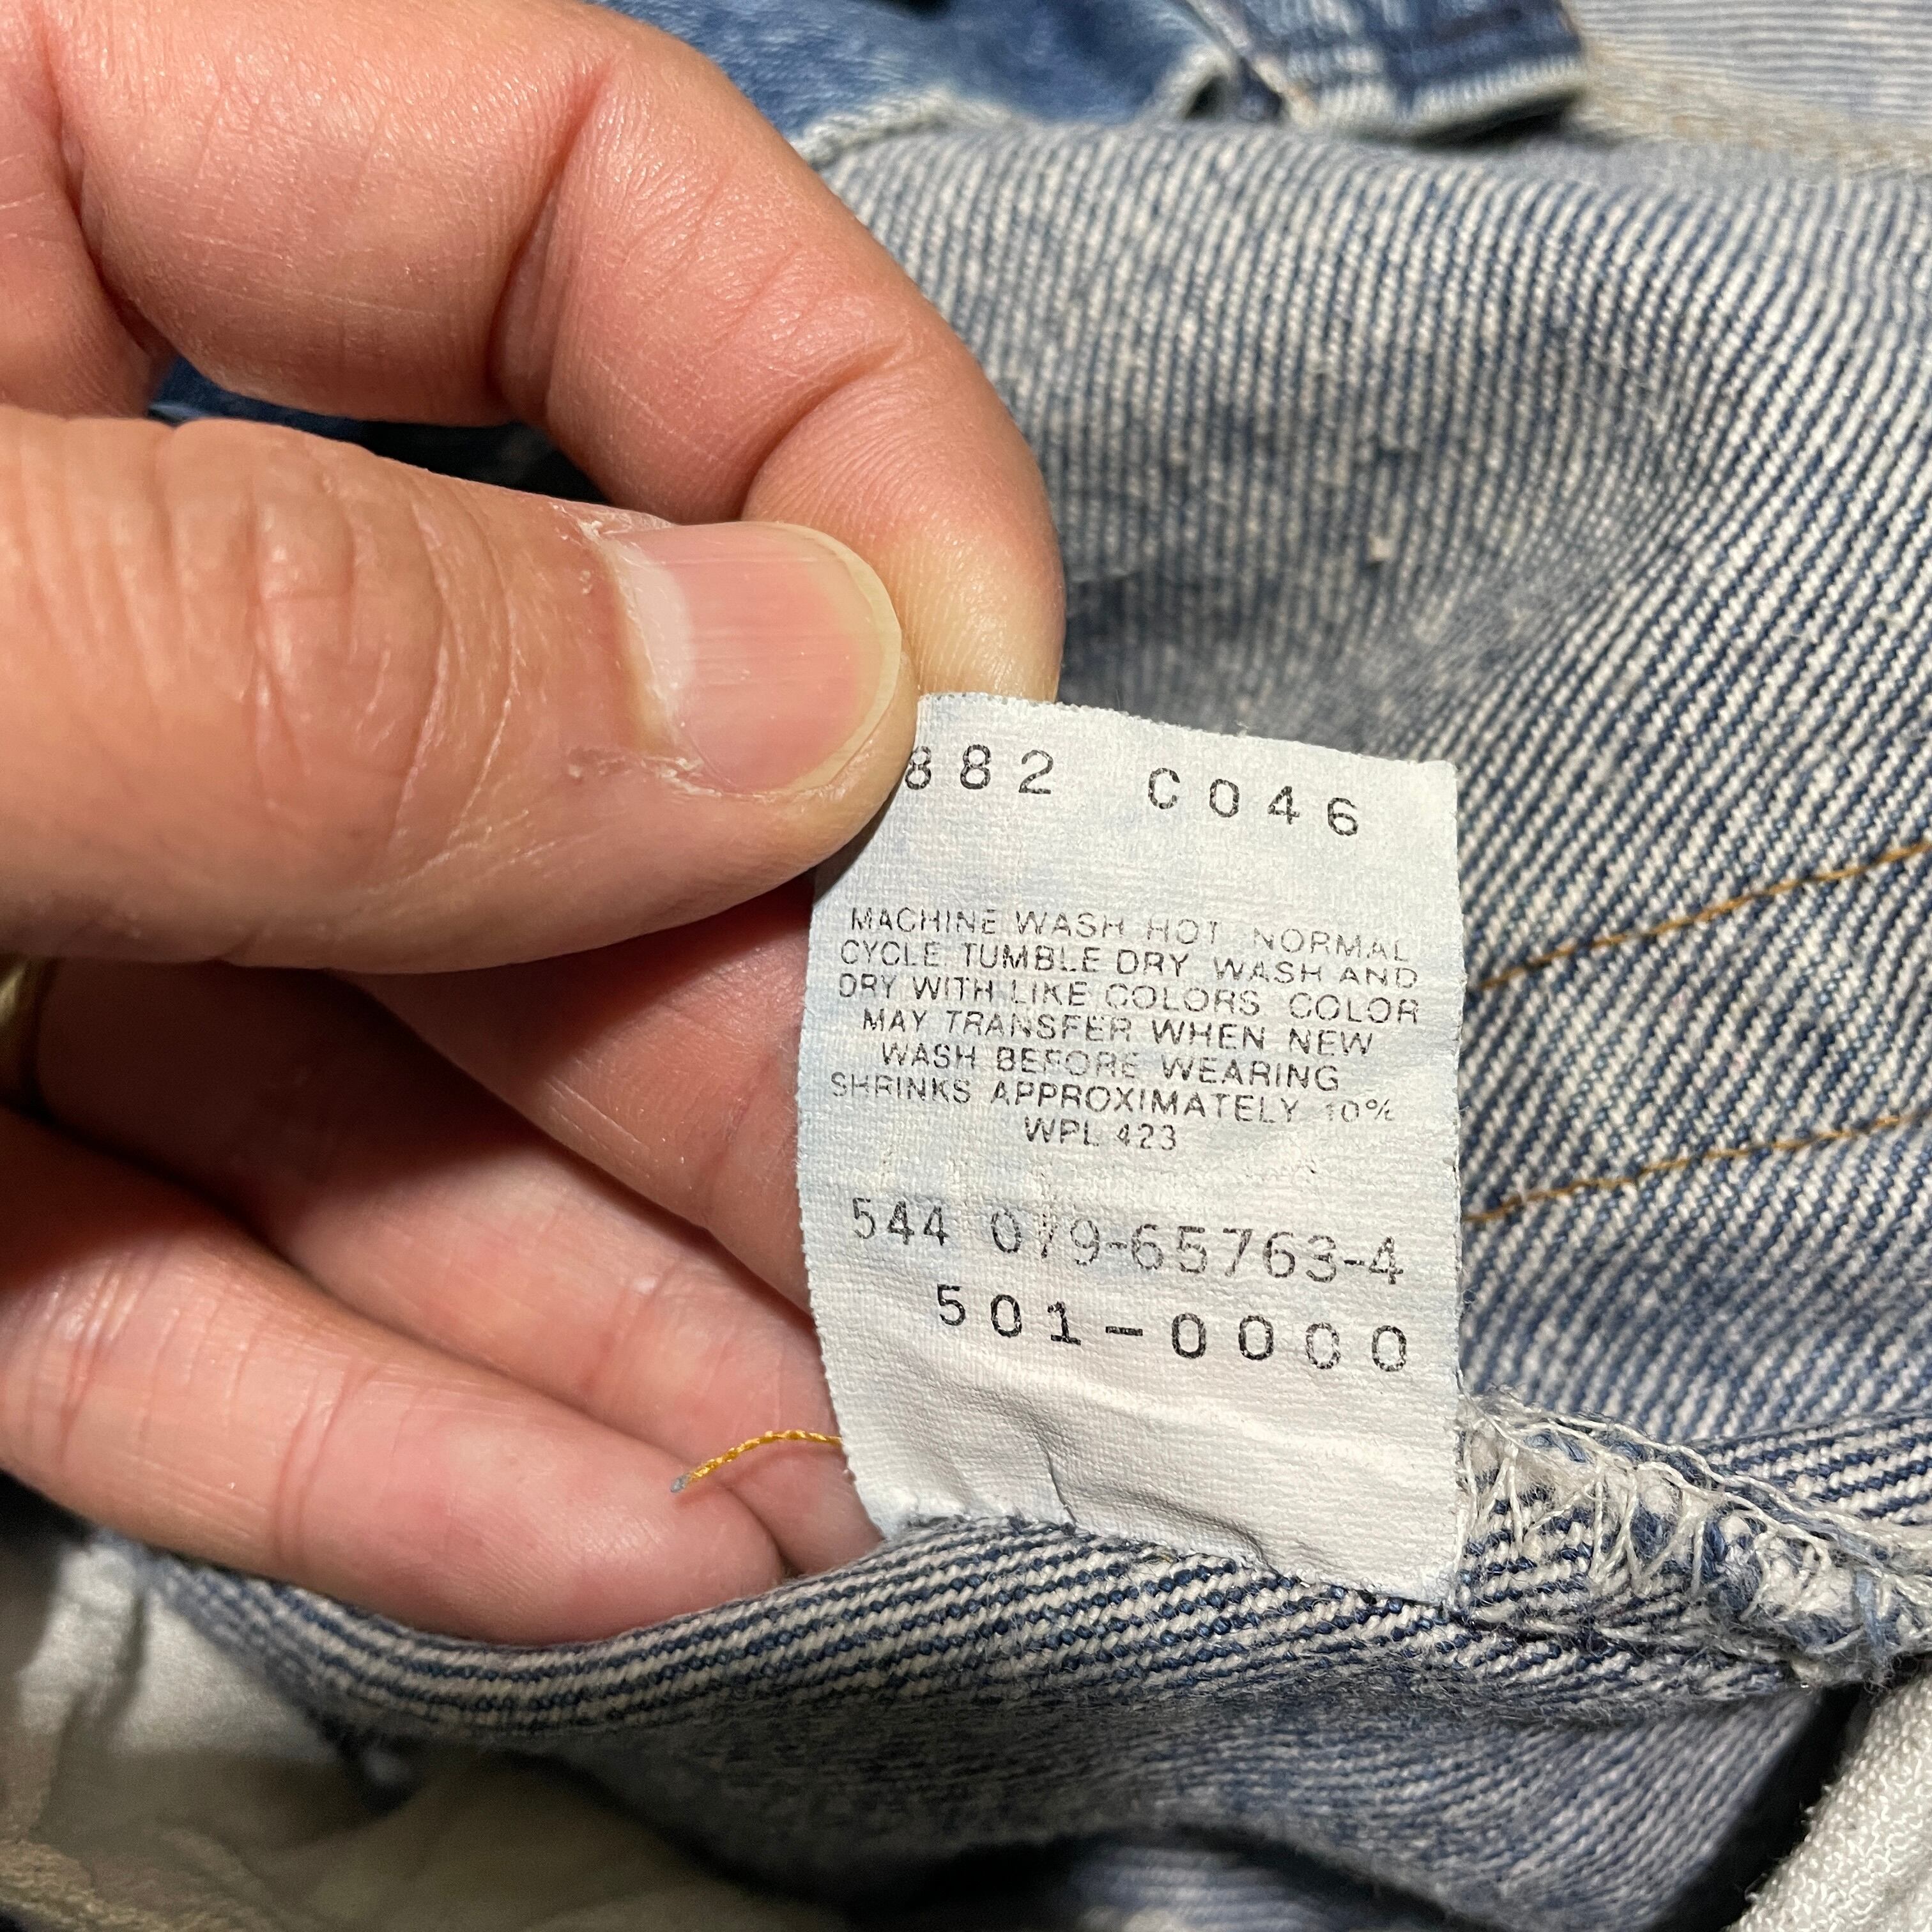 882 C046
MACHINE WASH HOT NORMAL
CYCLE TUMBLE DRY WASH AND
DRY WITH LIKE COLORS COLOR
MAY TRANSFER WHEN NEW
WASH BEFORE WEARING
SHRINKS APPROXIMATELY 10%
WPL 423
544 079-65763-4
501-0000